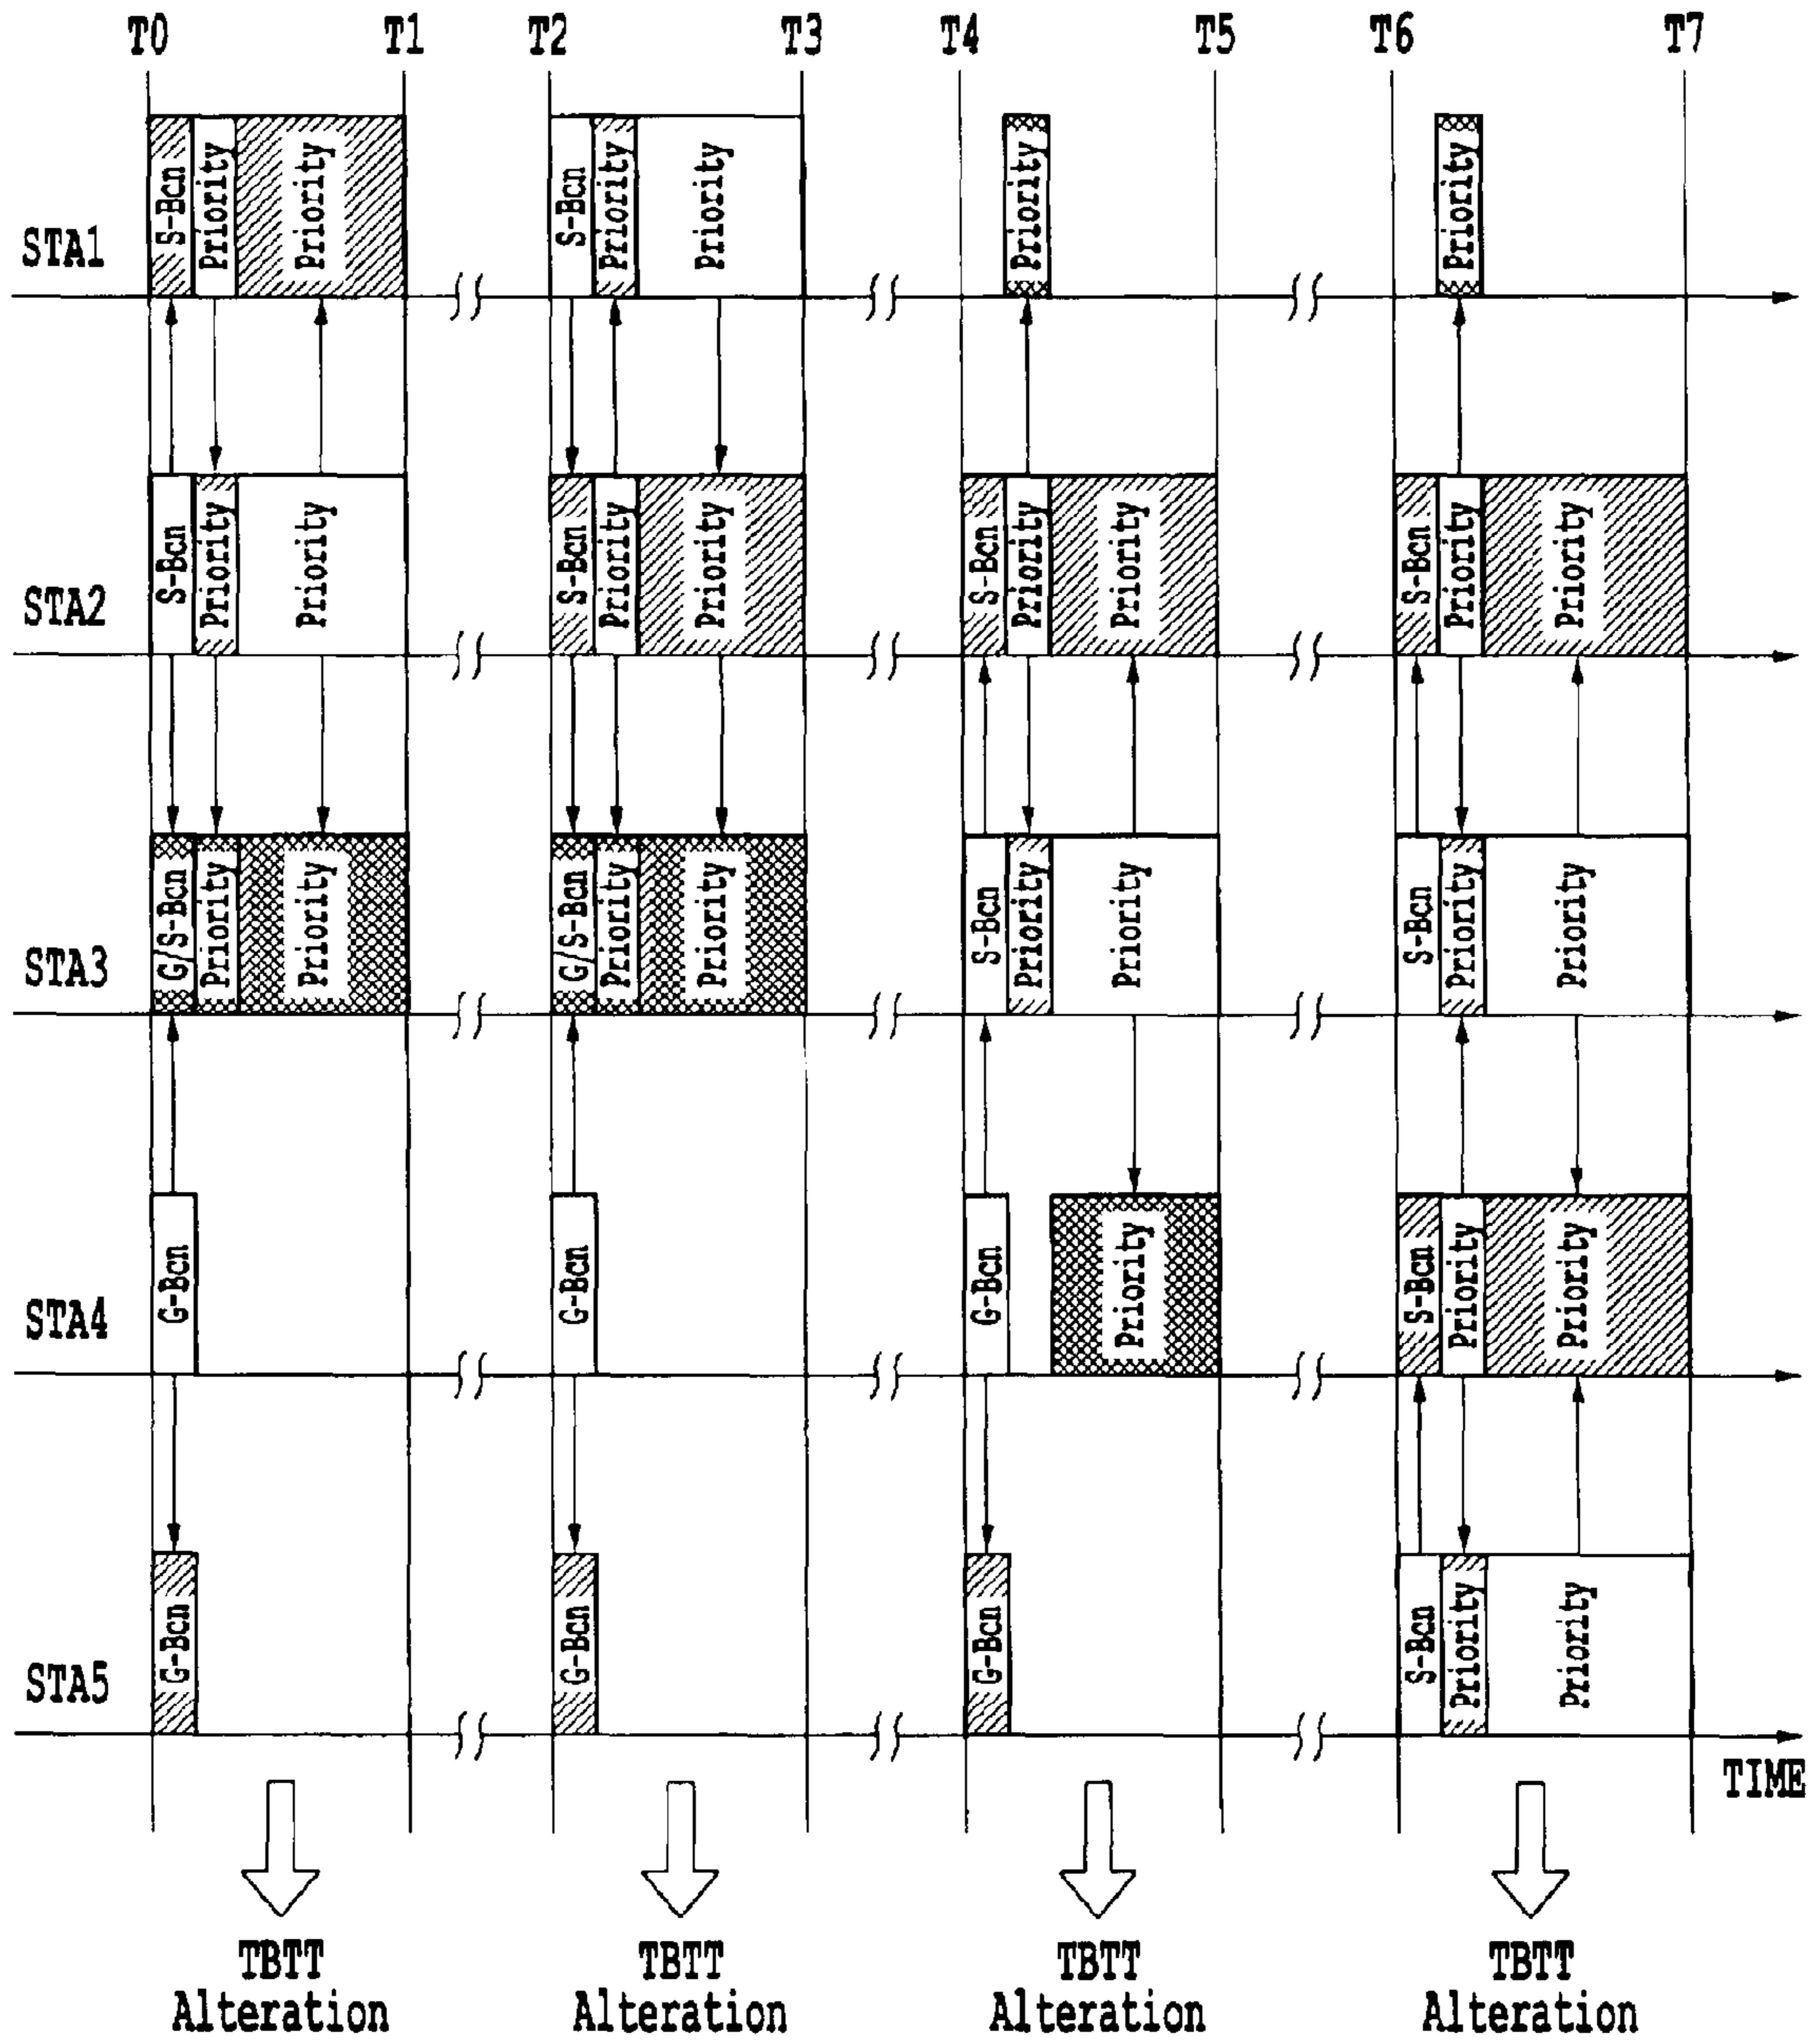 T0 T1 T2 T3 T4 T5 T6 T7
STA1
S-Bcn Priority Priority
S-Bcn Priority Priority
Priority
Priority
STA2
S-Bcn Priority Priority
S-Bcn Priority Priority
S-Bcn Priority Priority
S-Bcn Priority Priority
STA3
G/S-Bcn Priority Priority
G/S-Bcn Priority Priority
S-Bcn Priority Priority
S-Bcn Priority Priority
STA4
G-Bcn
G-Bcn
G-Bcn Priority
S-Bcn Priority Priority
STA5
G-Bcn
G-Bcn
G-Bcn
S-Bcn Priority Priority
TIME
TBTT
Alteration
TBTT
Alteration
TBTT
Alteration
TBTT
Alteration